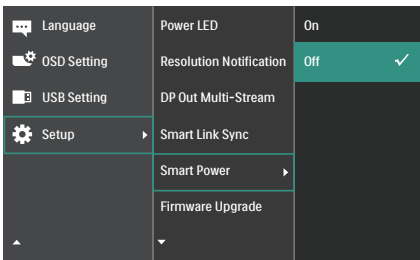 Language
OSD Setting
USB Setting
Setup
Power LED
Resolution Notification
DP Out Multi-Stream
Smart Link Sync
Smart Power
Firmware Upgrade
On
Off